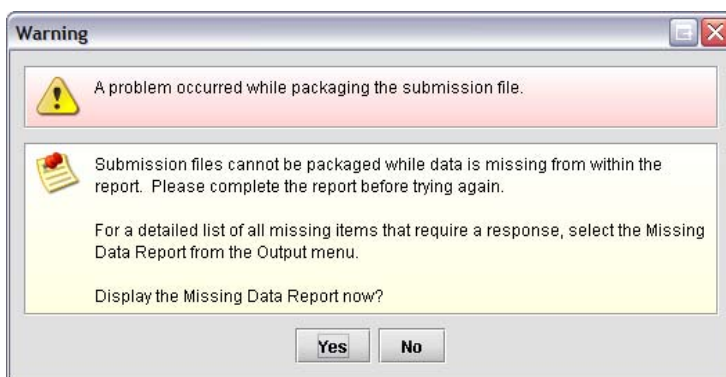 Warning
A problem occurred while packaging the submission file.
Submission files cannot be packaged while data is missing from within the
report. Please complete the report before trying again.
For a detailed list of all missing items that require a response, select the Missing
Data Report from the Output menu.
Display the Missing Data Report now?
Yes No